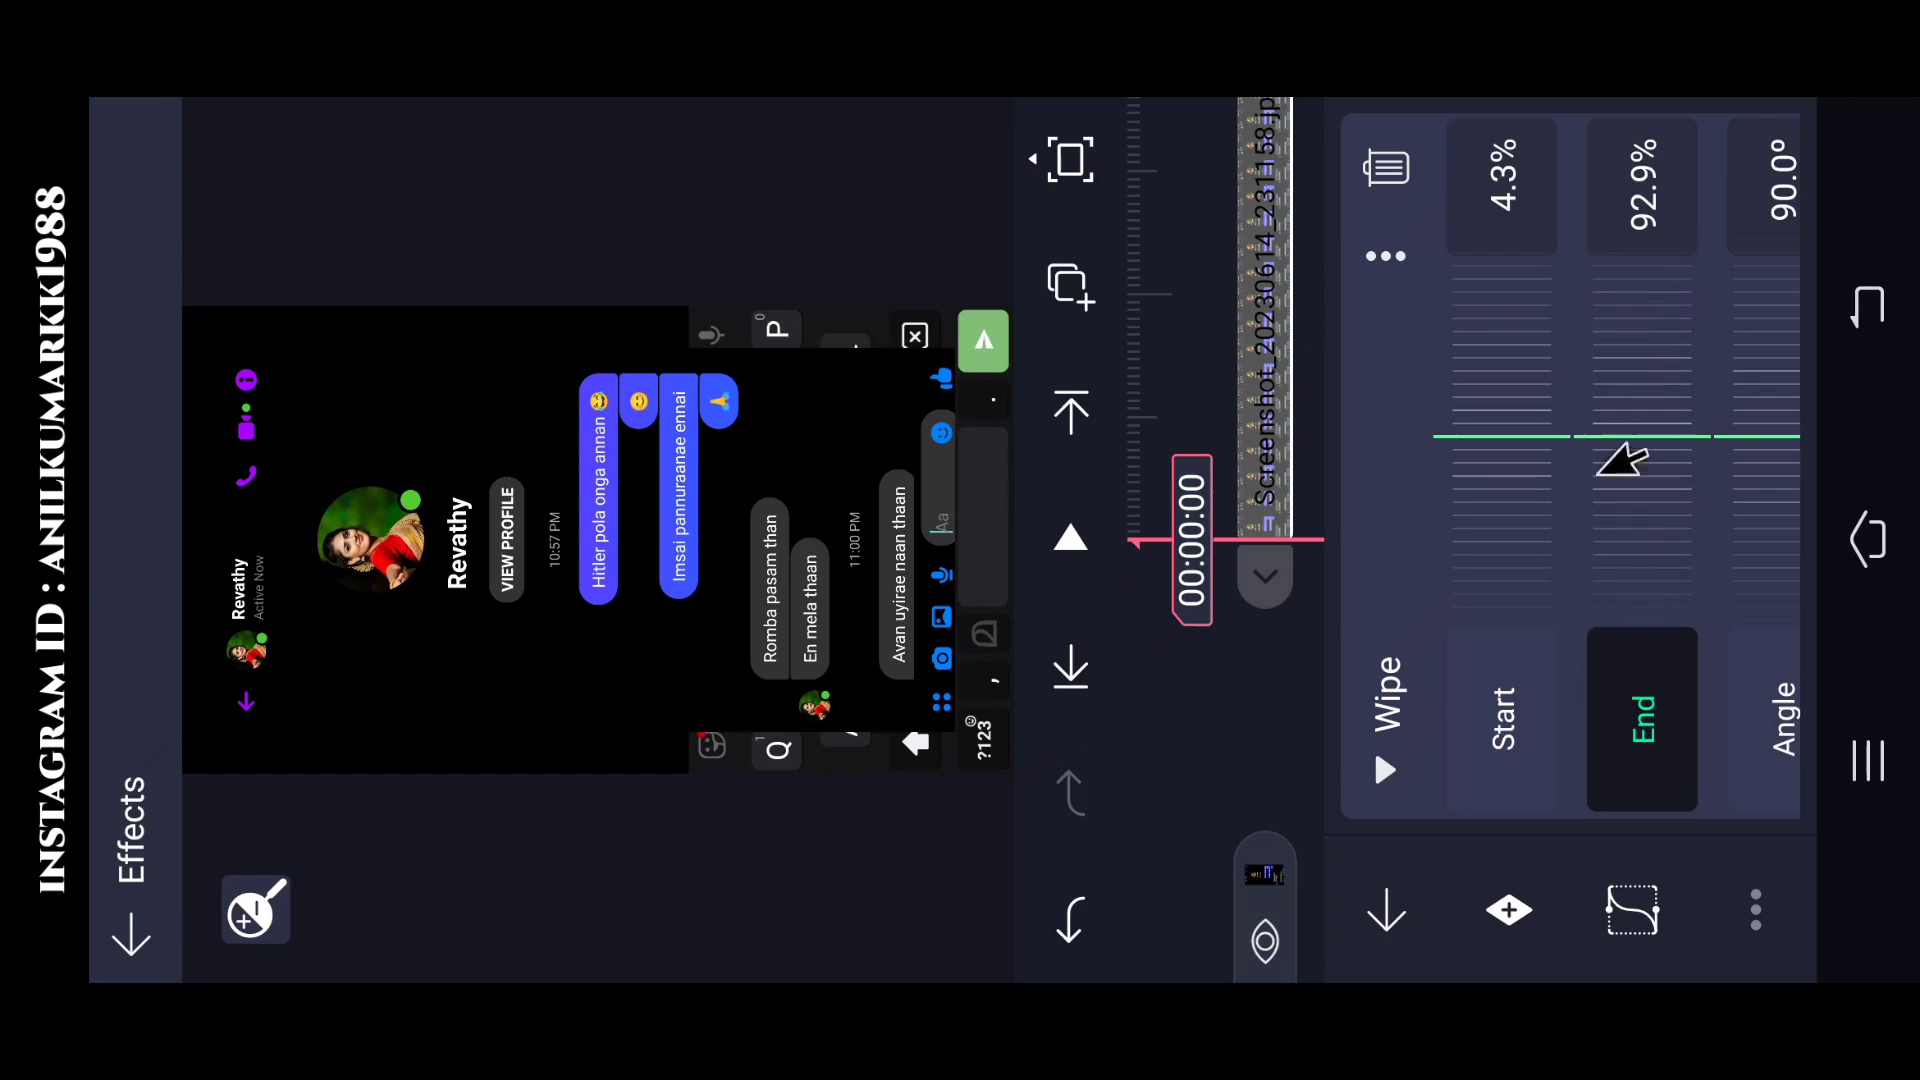 INSTAGRAM ID : ANILKUMARKK1988
Effects
Revathy
Active Now
Revathy
VIEW PROFILE
10:57 PM
Hitler pola onga annan 😂
😊
Imsai pannuraanae ennai
🙏
Romba pasam than
En mela thaan
11:00 PM
Avan uyirae naan thaan
Aa
Q 1
P 0
?123
,
.
00:00:00
Screenshot_20230614_231158.jp
Wipe
Start
4.3%
End
92.9%
Angle
90.0°